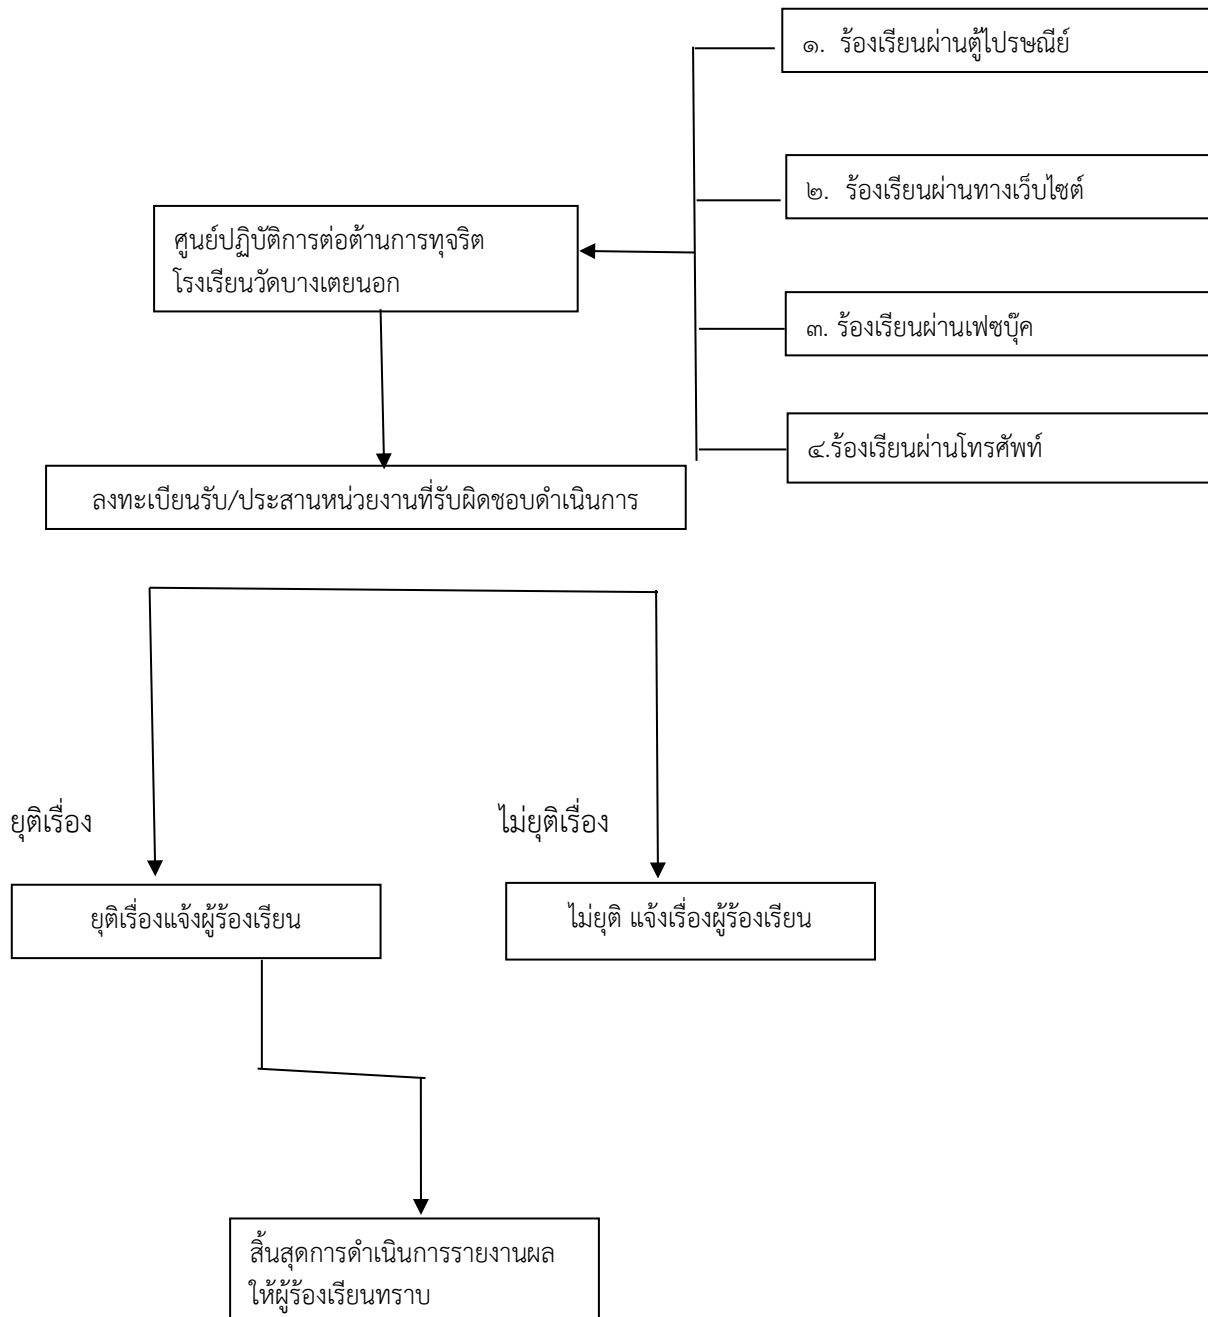 ๑. ร้องเรียนผ่านตู้ไปรษณีย์
๒. ร้องเรียนผ่านทางเว็บไซต์
ศูนย์ปฏิบัติการต่อต้านการทุจริต
โรงเรียนวัดบางเตยนอก
๓. ร้องเรียนผ่านเฟซบุ๊ค
๔.ร้องเรียนผ่านโทรศัพท์
ลงทะเบียนรับ/ประสานหน่วยงานที่รับผิดชอบดำเนินการ
ยุติเรื่อง
ไม่ยุติเรื่อง
ยุติเรื่องแจ้งผู้ร้องเรียน
ไม่ยุติ แจ้งเรื่องผู้ร้องเรียน
สิ้นสุดการดำเนินการรายงานผล
ให้ผู้ร้องเรียนทราบ